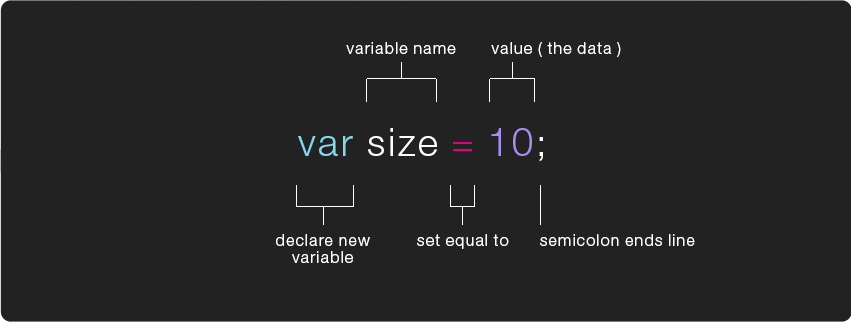 variable name value ( the data )
var size = 10;
declare new variable
set equal to
semicolon ends line